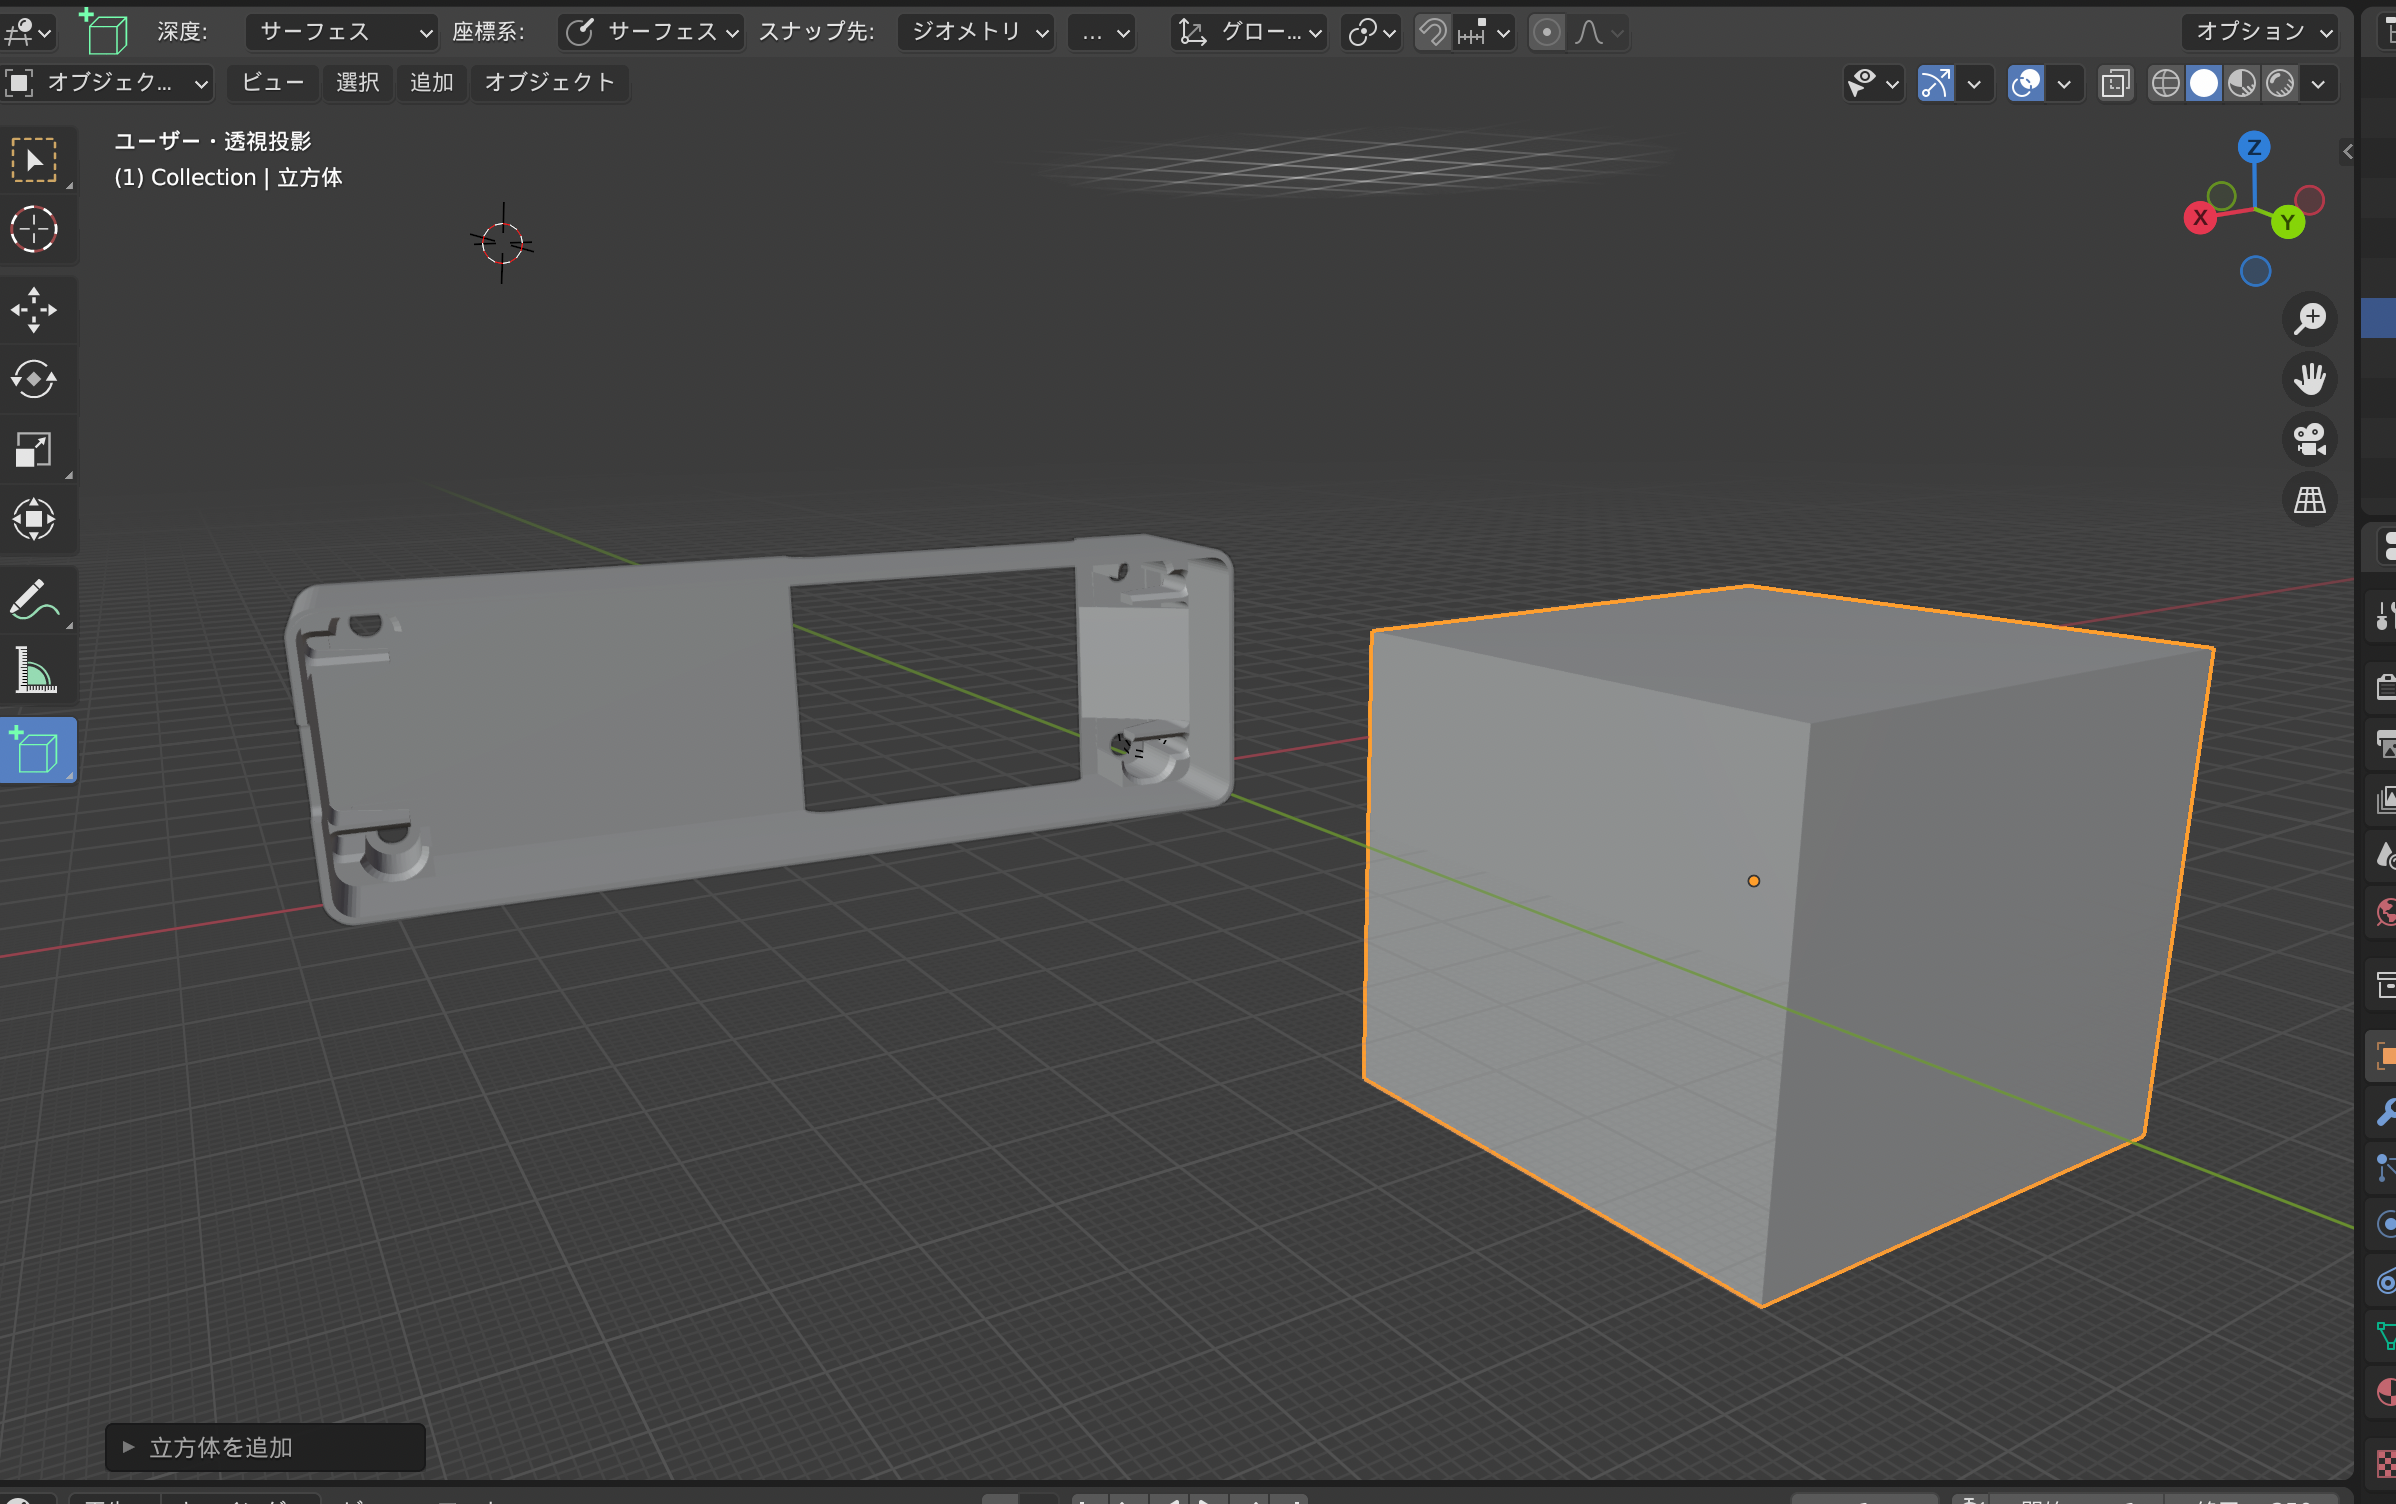 深度: サーフェス 座標系: サーフェス スナップ先: ジオメトリ ... グロー... オプション
オブジェク... ビュー 選択 追加 オブジェクト
ユーザー・透視投影
(1) Collection | 立方体
Z
X
Y
立方体を追加